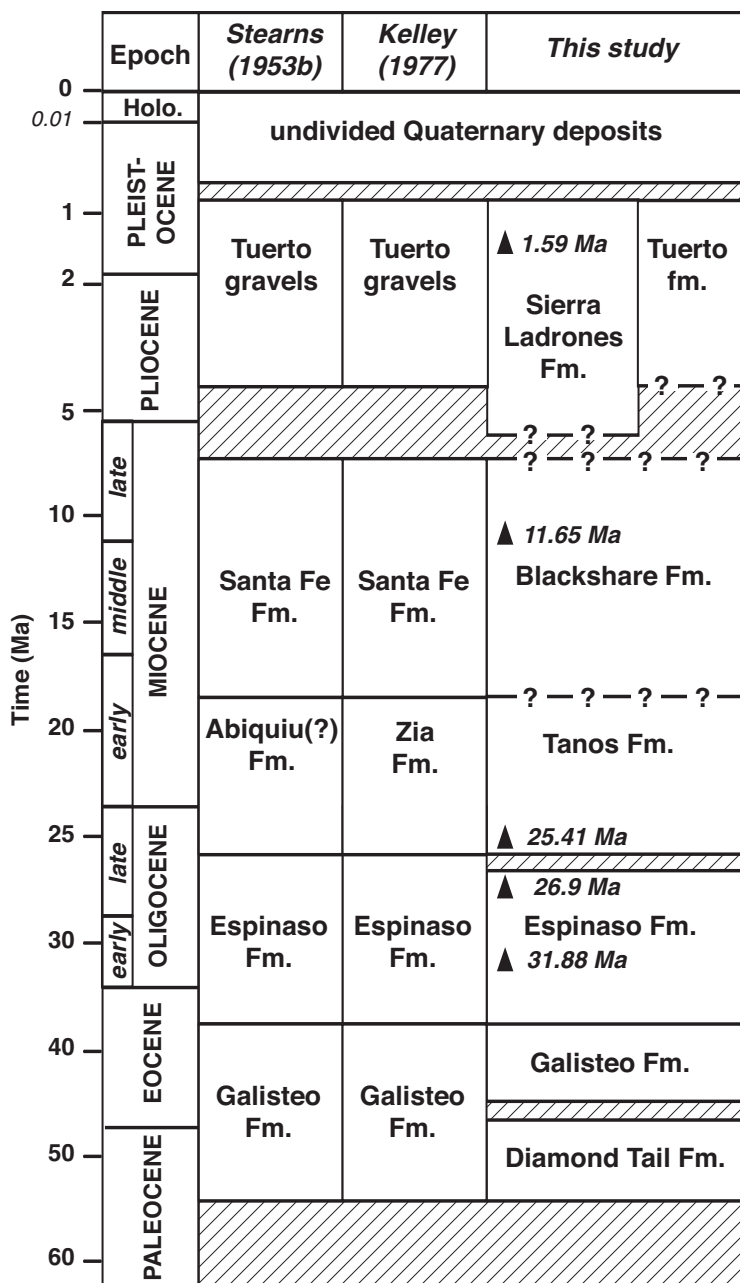 Epoch
Stearns
(1953b)
Kelley
(1977)
This study
0
Holo.
0.01
undivided Quaternary deposits
PLEIST-
OCENE
1
Tuerto
gravels
Tuerto
gravels
1.59 Ma
Tuerto
fm.
2
Sierra
Ladrones
Fm.
PLIOCENE
? ?
5
? ?
? ? ? ?
late
10
11.65 Ma
middle
MIOCENE
Santa Fe
Fm.
Santa Fe
Fm.
Blackshare Fm.
15
Time (Ma)
? ? ? ?
early
20
Abiquiu(?)
Fm.
Zia
Fm.
Tanos Fm.
25
25.41 Ma
late
OLIGOCENE
26.9 Ma
Espinaso
Fm.
Espinaso
Fm.
Espinaso Fm.
early
30
31.88 Ma
EOCENE
40
Galisteo Fm.
Galisteo
Fm.
Galisteo
Fm.
50
Diamond Tail Fm.
PALEOCENE
60